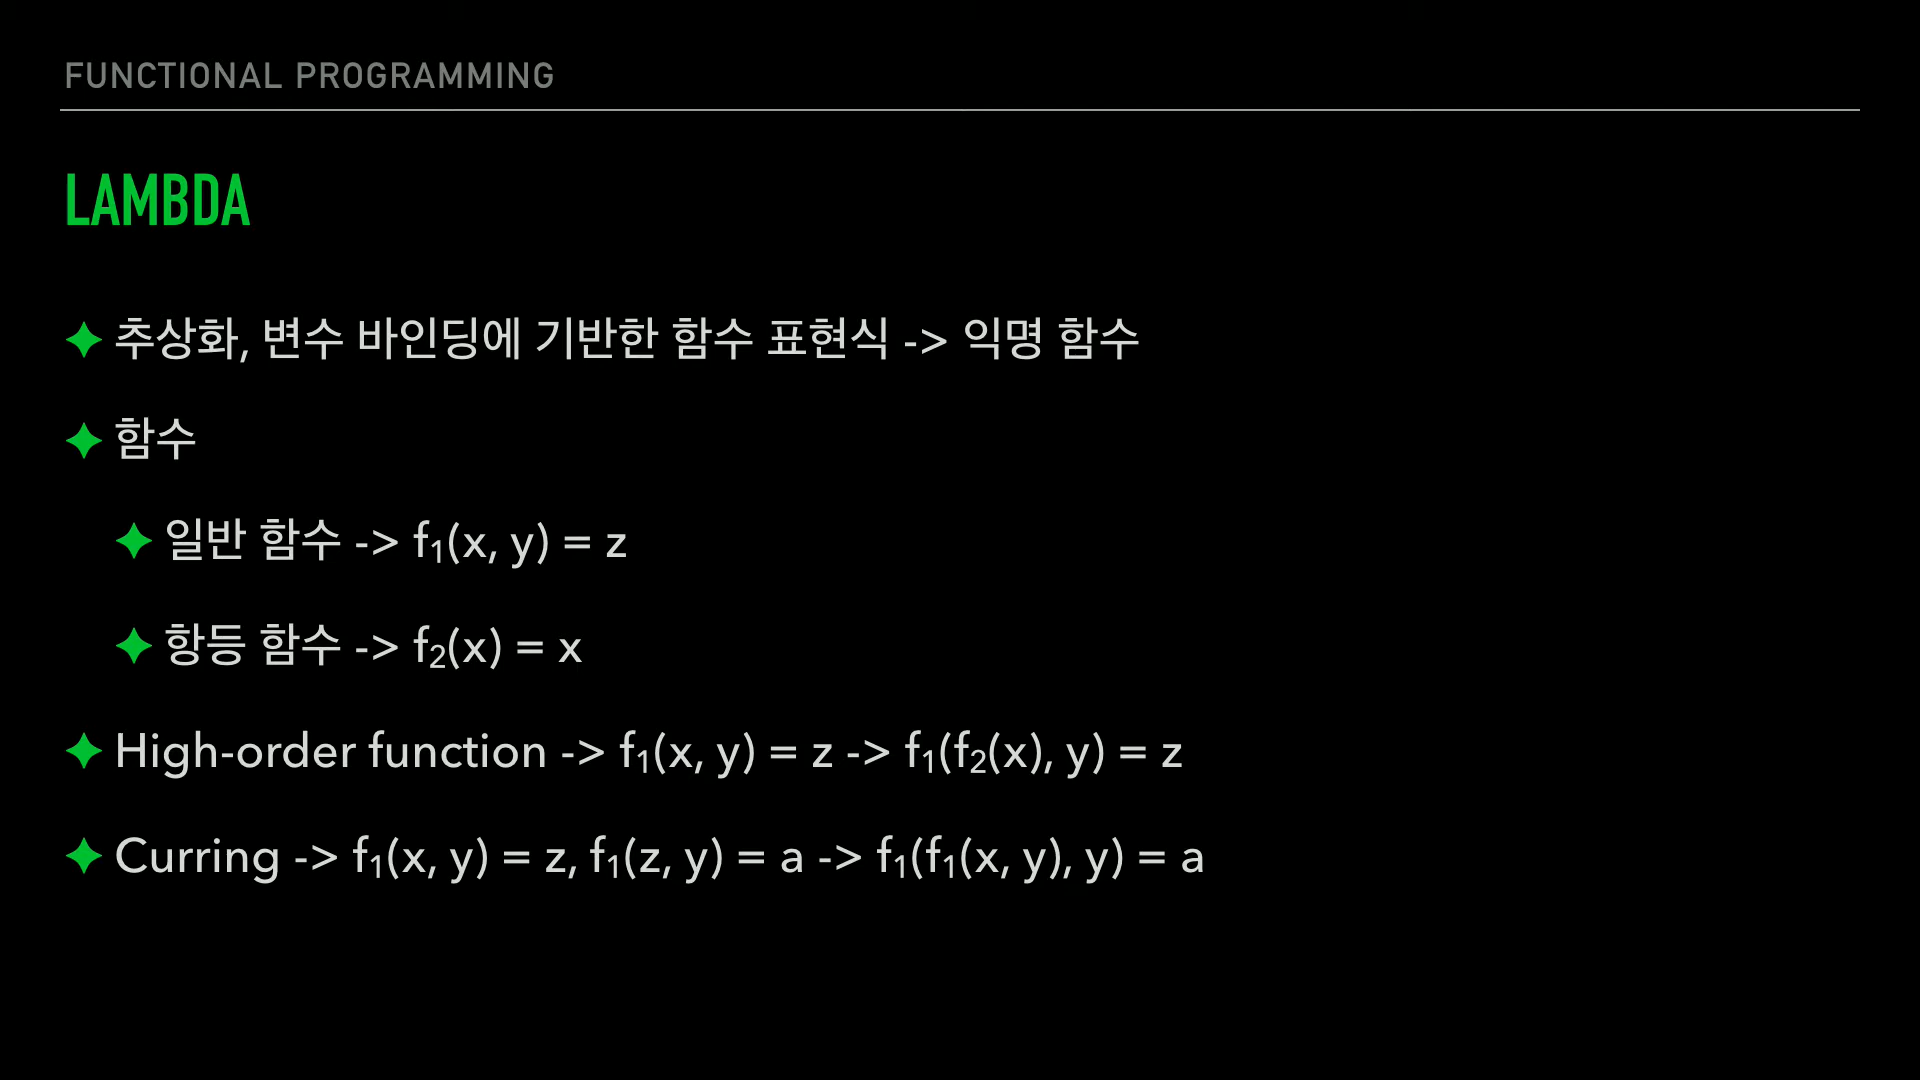 FUNCTIONAL PROGRAMMING
LAMBDA
✦ 추상화, 변수 바인딩에 기반한 함수 표현식 -> 익명 함수
✦ 함수
✦ 일반 함수 -> f₁(x, y) = z
✦ 항등 함수 -> f₂(x) = x
✦ High-order function -> f₁(x, y) = z -> f₁(f₂(x), y) = z
✦ Curring -> f₁(x, y) = z, f₁(z, y) = a -> f₁(f₁(x, y), y) = a